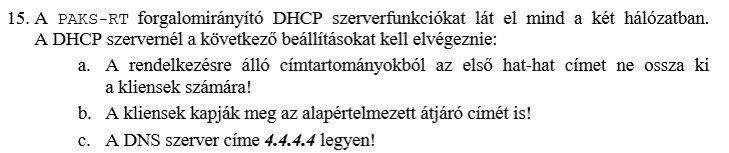 15. A PAKS-RT forgalomirányító DHCP szerverfunkciókat lát el mind a két hálózatban.
A DHCP szervernél a következő beállításokat kell elvégeznie:
a. A rendelkezésre álló címtartományokból az első hat-hat címet ne ossza ki
a kliensek számára!
b. A kliensek kapják meg az alapértelmezett átjáró címét is!
c. A DNS szerver címe 4.4.4.4 legyen!